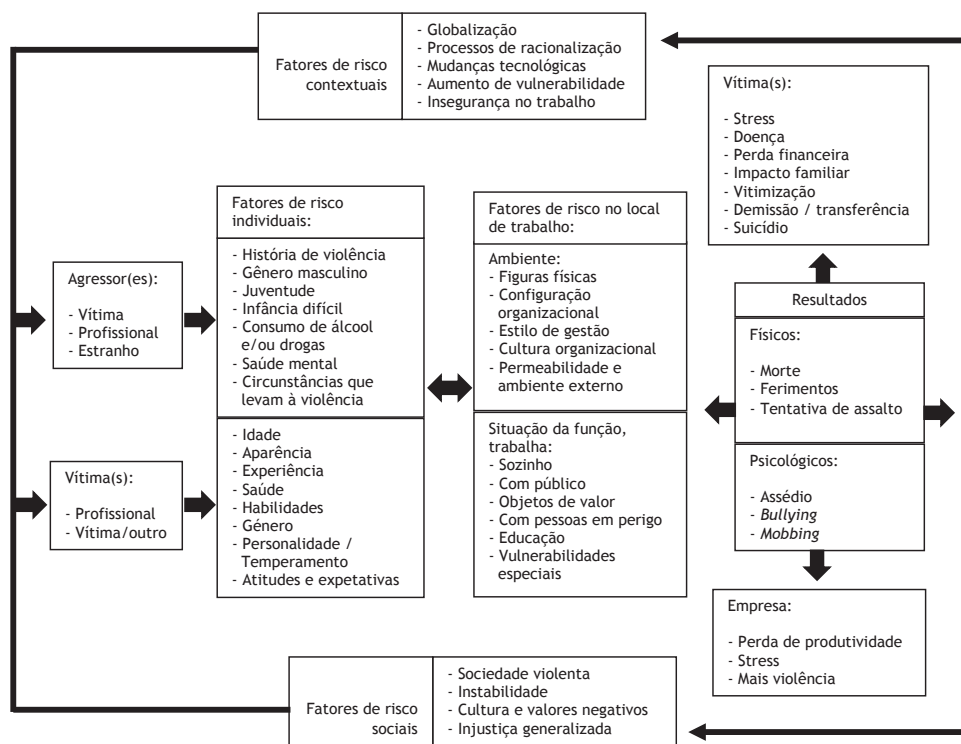 Fatores de risco
contextuais
- Globalização
- Processos de racionalização
- Mudanças tecnológicas
- Aumento de vulnerabilidade
- Insegurança no trabalho
Vítima(s):
- Stress
- Doença
- Perda financeira
- Impacto familiar
- Vitimização
- Demissão / transferência
- Suicídio
Agressor(es):
- Vítima
- Profissional
- Estranho
Fatores de risco
individuais:
- História de violência
- Gênero masculino
- Juventude
- Infância difícil
- Consumo de álcool
e/ou drogas
- Saúde mental
- Circunstâncias que
levam à violência
Vítima(s):
- Profissional
- Vítima/outro
- Idade
- Aparência
- Experiência
- Saúde
- Habilidades
- Género
- Personalidade /
Temperamento
- Atitudes e expetativas
Fatores de risco no local
de trabalho:
Ambiente:
- Figuras físicas
- Configuração
organizacional
- Estilo de gestão
- Cultura organizacional
- Permeabilidade e
ambiente externo
Situação da função,
trabalha:
- Sozinho
- Com público
- Objetos de valor
- Com pessoas em perigo
- Educação
- Vulnerabilidades
especiais
Resultados
Físicos:
- Morte
- Ferimentos
- Tentativa de assalto
Psicológicos:
- Assédio
- Bullying
- Mobbing
Empresa:
- Perda de produtividade
- Stress
- Mais violência
Fatores de risco
sociais
- Sociedade violenta
- Instabilidade
- Cultura e valores negativos
- Injustiça generalizada